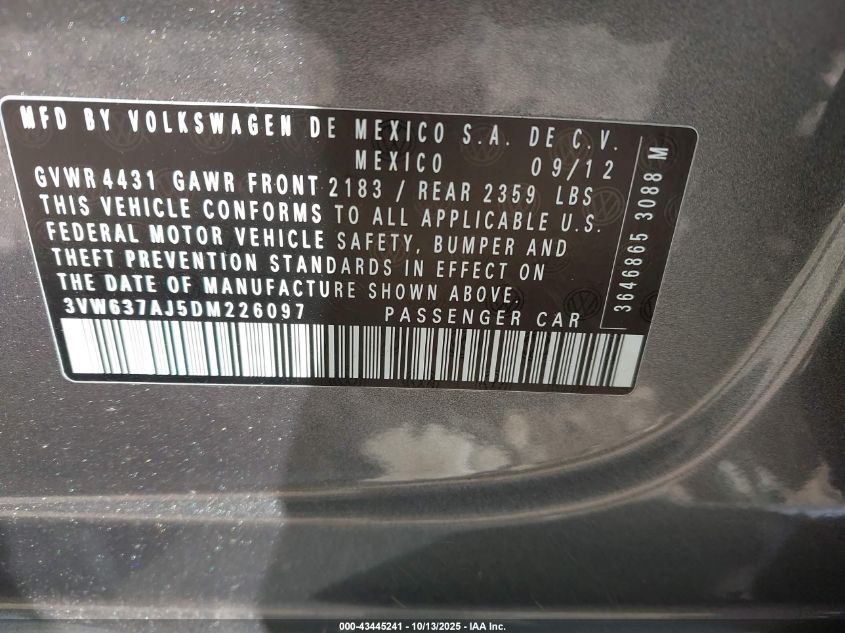 MFD BY VOLKSWAGEN DE MEXICO S.A. DE C.V.
MEXICO 09/12
GVWR 4431 GAWR FRONT 2183 / REAR 2359 LBS
THIS VEHICLE CONFORMS TO ALL APPLICABLE U.S.
FEDERAL MOTOR VEHICLE SAFETY, BUMPER AND
THEFT PREVENTION STANDARDS IN EFFECT ON
THE DATE OF MANUFACTURE SHOWN ABOVE.
3VW637AJ5DM226097 PASSENGER CAR
3646865 3088 M
000-43445241 | 10/13/2025 - IAA Inc.